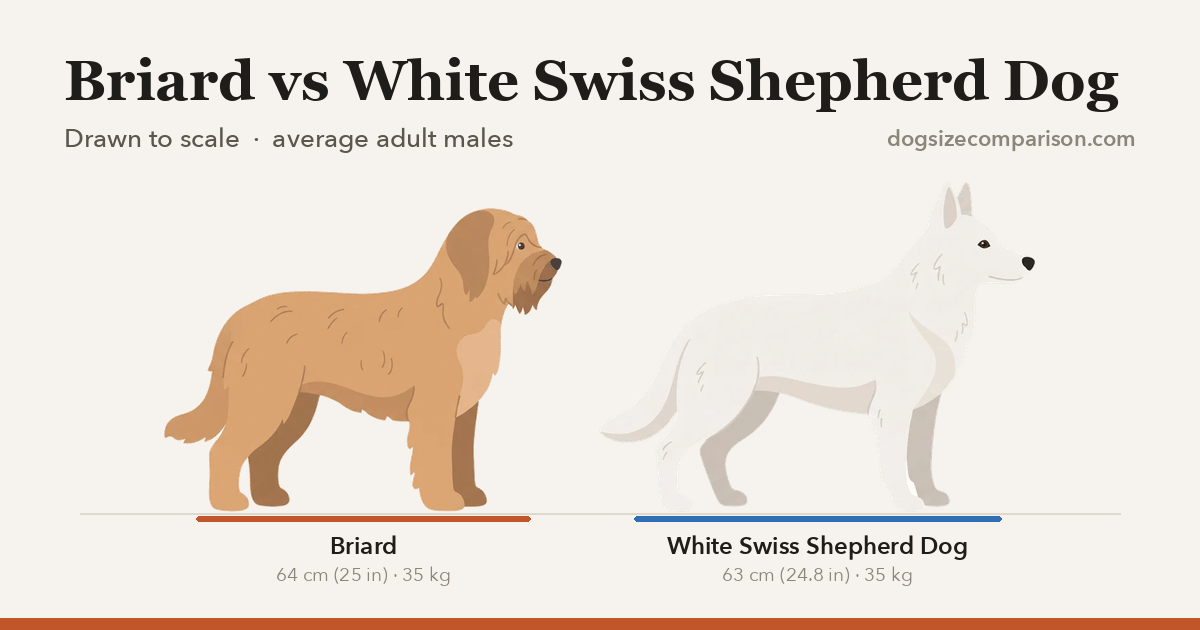 Briard vs White Swiss Shepherd Dog
Drawn to scale · average adult males
dogsizecomparison.com
Briard
64 cm (25 in) · 35 kg
White Swiss Shepherd Dog
63 cm (24.8 in) · 35 kg